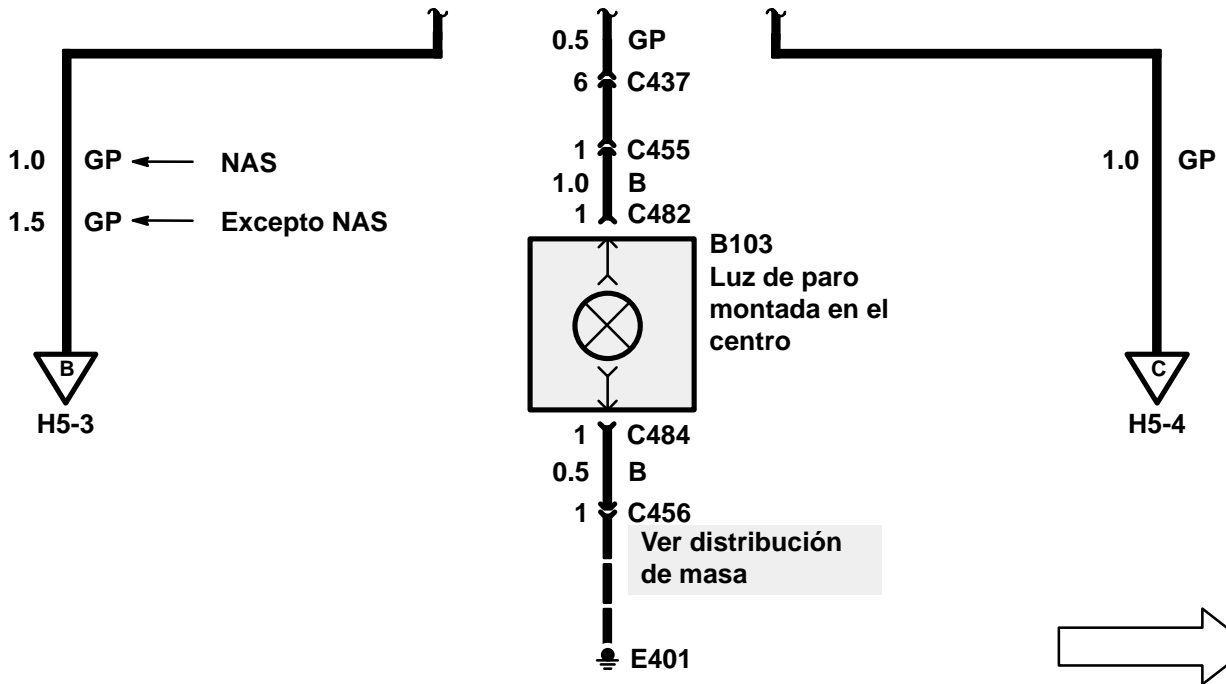 0.5 GP
6 C437
1.0 GP NAS
1 C455
1.0 GP
1.0 B
1.5 GP Excepto NAS
1 C482
B103
Luz de paro
montada en el
centro
B
H5-3
C
H5-4
1 C484
0.5 B
1 C456
Ver distribución
de masa
E401